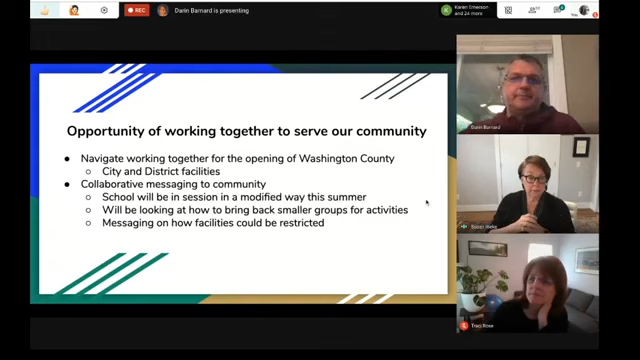 REC
Darin Barnard is presenting
K
Karen Emerson
and 24 more
You
Opportunity of working together to serve our community
Navigate working together for the opening of Washington County
City and District facilities
Collaborative messaging to community
School will be in session in a modified way this summer
Will be looking at how to bring back smaller groups for activities
Messaging on how facilities could be restricted
Darin Barnard
Traci Rose